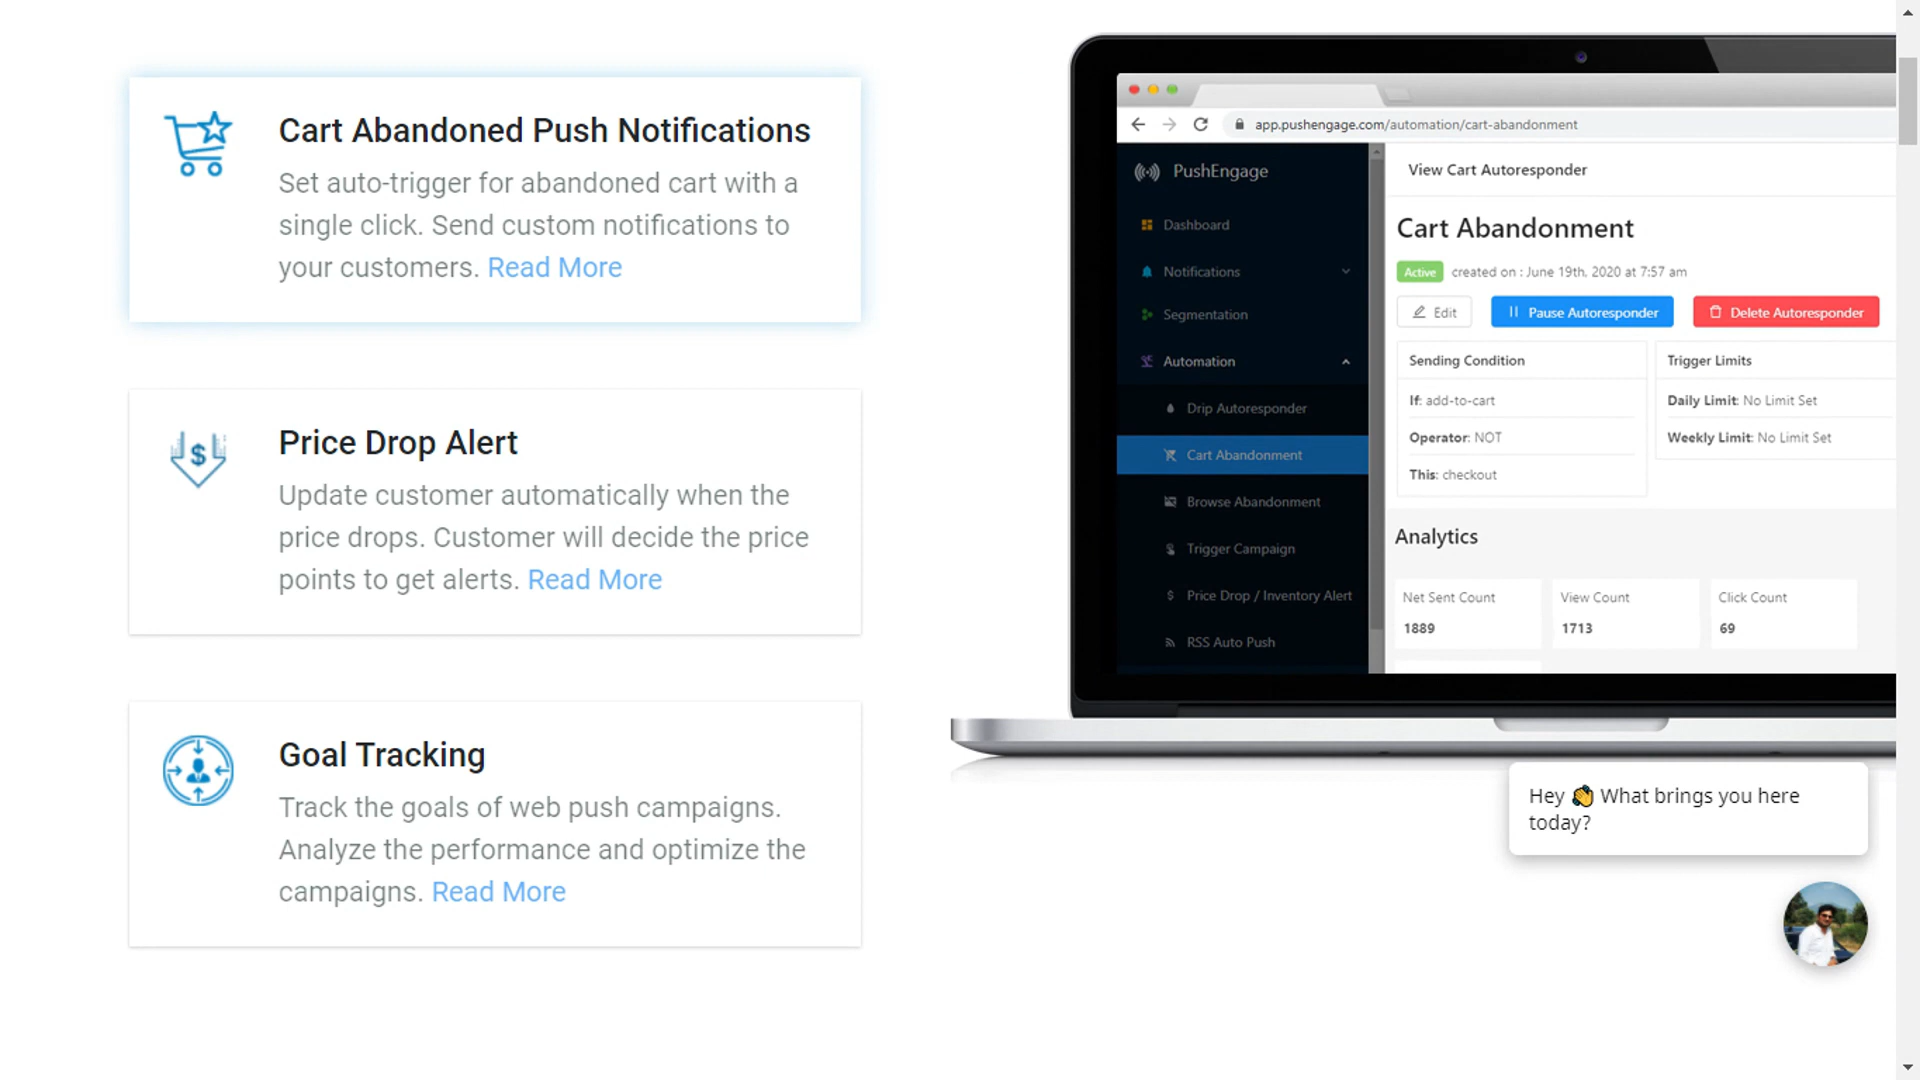 Cart Abandoned Push Notifications
Set auto-trigger for abandoned cart with a
single click. Send custom notifications to
your customers. Read More
Price Drop Alert
Update customer automatically when the
price drops. Customer will decide the price
points to get alerts. Read More
Goal Tracking
Track the goals of web push campaigns.
Analyze the performance and optimize the
campaigns. Read More
app.pushengage.com/automation/cart-abandonment
PushEngage
Dashboard
Notifications
Segmentation
Automation
Drip Autoresponder
Cart Abandonment
Browse Abandonment
Trigger Campaign
Price Drop / Inventory Alert
RSS Auto Push
View Cart Autoresponder
Cart Abandonment
Active created on : June 19th, 2020 at 7:57 am
Edit Pause Autoresponder Delete Autoresponder
Sending Condition
If: add-to-cart
Operator: NOT
This: checkout
Trigger Limits
Daily Limit: No Limit Set
Weekly Limit: No Limit Set
Analytics
Net Sent Count
1889
View Count
1713
Click Count
69
Hey 👏 What brings you here
today?